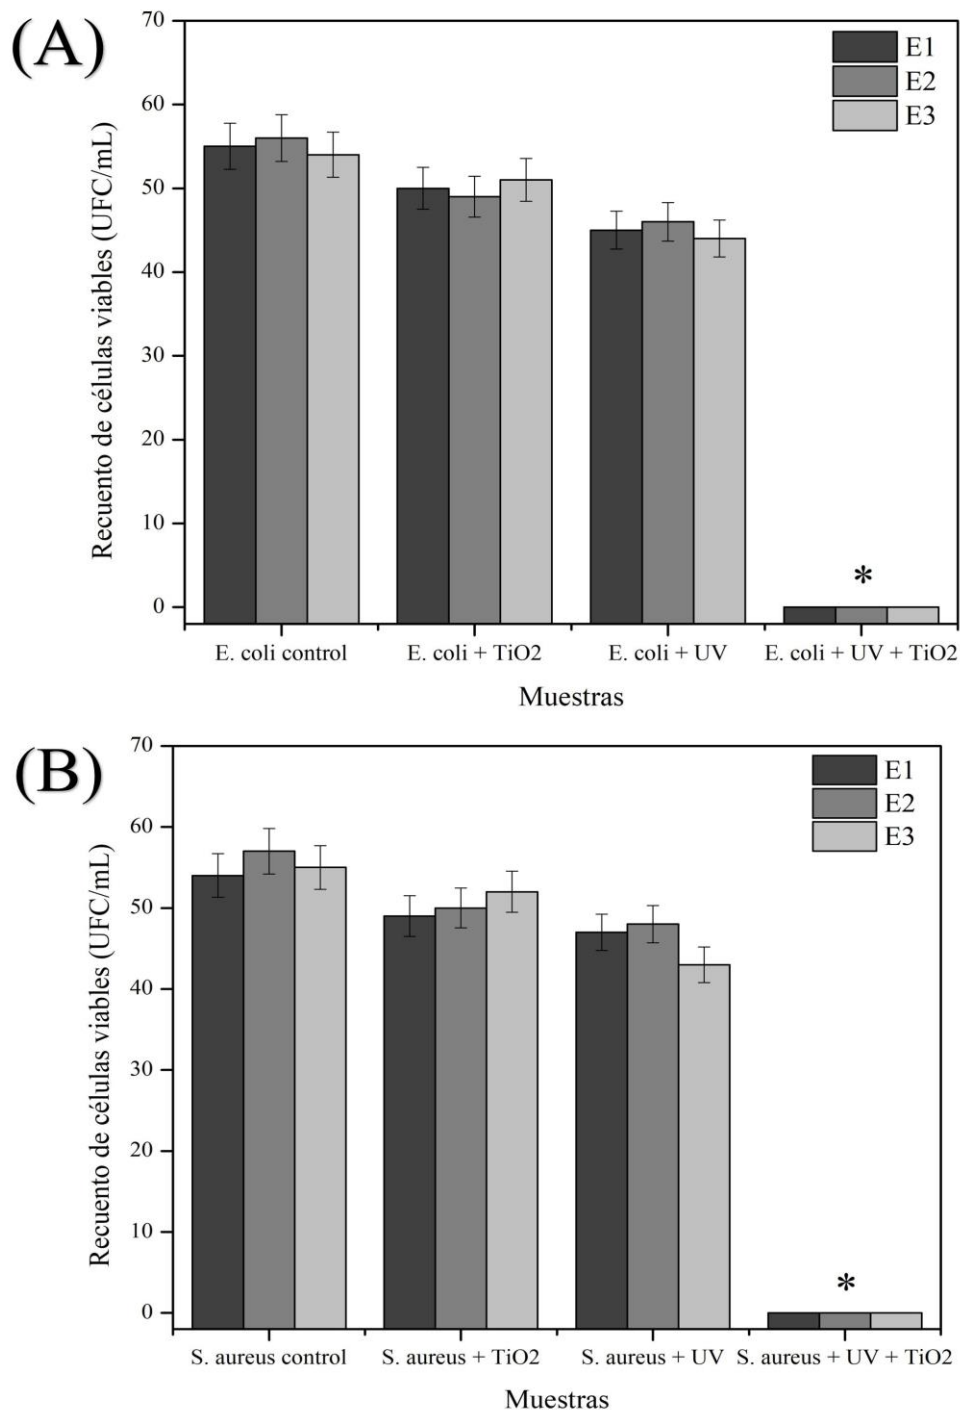 (A)
70
60
50
40
30
20
10
0
Recuento de células viables (UFC/mL)
E1
E2
E3
*
E. coli control
E. coli + TiO2
E. coli + UV
E. coli + UV + TiO2
Muestras
(B)
70
60
50
40
30
20
10
0
Recuento de células viables (UFC/mL)
E1
E2
E3
*
S. aureus control
S. aureus + TiO2
S. aureus + UV
S. aureus + UV + TiO2
Muestras